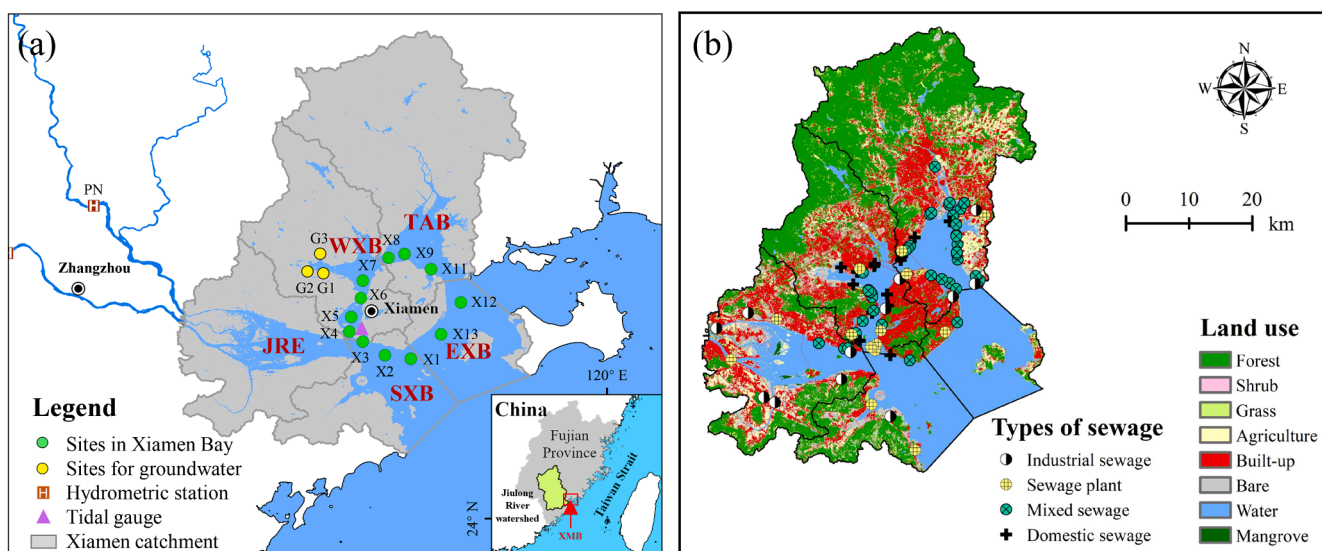 (a)
PN
Zhangzhou
TAB
WXB
G3
X8
X9
X7
X11
G2
G1
X6
X12
Xiamen
X5
X4
X13
JRE
EXB
X3
X2
X1
SXB
120° E
24° N
Legend
Sites in Xiamen Bay
Sites for groundwater
Hydrometric station
Tidal gauge
Xiamen catchment
H
China
Fujian
Province
Jiulong
River
watershed
XMB
Taiwan Strait
(b)
N
W
E
S
0
10
20
km
Types of sewage
Industrial sewage
Sewage plant
Mixed sewage
Domestic sewage
Land use
Forest
Shrub
Grass
Agriculture
Built-up
Bare
Water
Mangrove